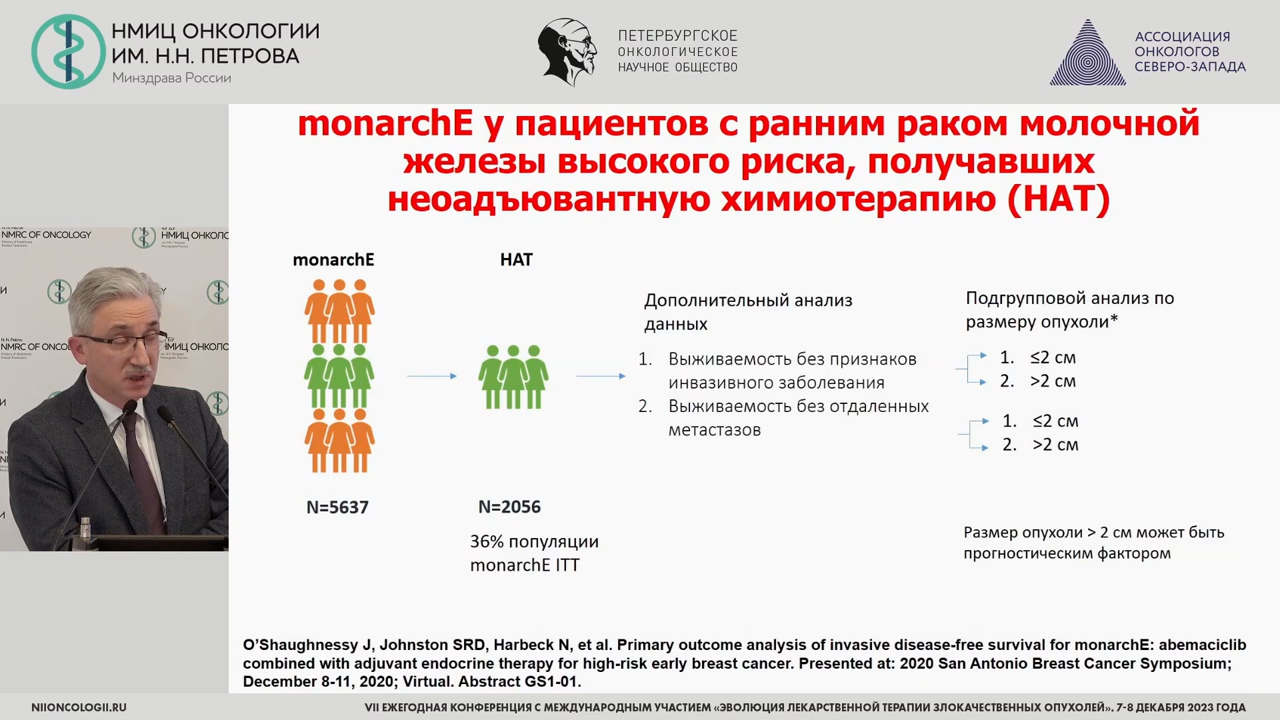 НМИЦ ОНКОЛОГИИ
ИМ. Н.Н. ПЕТРОВА
Минздрава России
ПЕТЕРБУРГСКОЕ
ОНКОЛОГИЧЕСКОЕ
НАУЧНОЕ ОБЩЕСТВО
АССОЦИАЦИЯ
ОНКОЛОГОВ
СЕВЕРО-ЗАПАДА
monarchE у пациентов с ранним раком молочной
железы высокого риска, получавших
неоадъювантную химиотерапию (НАТ)
NMRC OF ONCOLOGY
НМИЦ ОНКО
monarchE
НАТ
Дополнительный анализ
данных
1. Выживаемость без признаков
инвазивного заболевания
2. Выживаемость без отдаленных
метастазов
Подгрупповой анализ по
размеру опухоли*
1. ≤2 см
2. >2 см
1. ≤2 см
2. >2 см
N=5637
N=2056
36% популяции
monarchE ITT
Размер опухоли > 2 см может быть
прогностическим фактором
O’Shaughnessy J, Johnston SRD, Harbeck N, et al. Primary outcome analysis of invasive disease-free survival for monarchE: abemaciclib
combined with adjuvant endocrine therapy for high-risk early breast cancer. Presented at: 2020 San Antonio Breast Cancer Symposium;
December 8-11, 2020; Virtual. Abstract GS1-01.
NIIONCOLOGII.RU
VII ЕЖЕГОДНАЯ КОНФЕРЕНЦИЯ С МЕЖДУНАРОДНЫМ УЧАСТИЕМ «ЭВОЛЮЦИЯ ЛЕКАРСТВЕННОЙ ТЕРАПИИ ЗЛОКАЧЕСТВЕННЫХ ОПУХОЛЕЙ». 7-8 ДЕКАБРЯ 2023 ГОДА